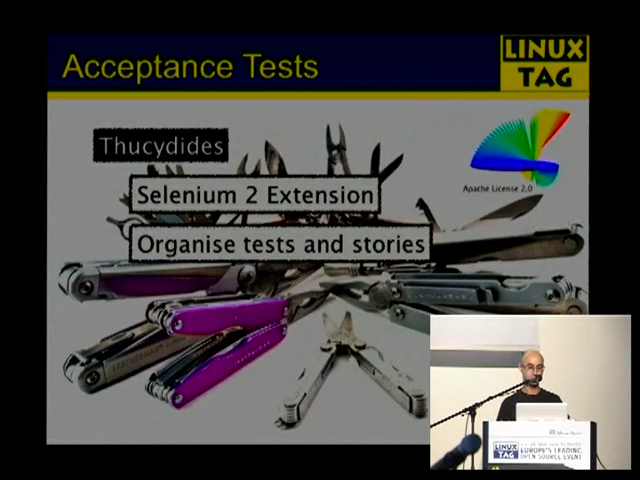 Acceptance Tests
LINUX
TAG
Thucydides
Apache License 2.0
Selenium 2 Extension
Organise tests and stories
LINUX
TAG
EUROPE'S LEADING
OPEN SOURCE EVENT